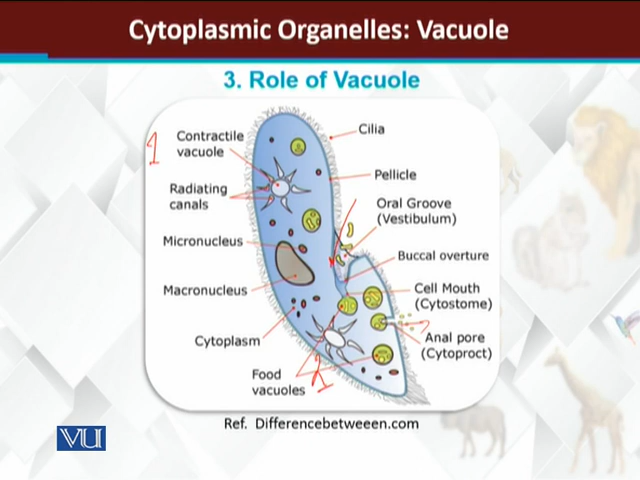 Cytoplasmic Organelles: Vacuole
3. Role of Vacuole
1
Contractile
vacuole
Cilia
Radiating
canals
Pellicle
Oral Groove
(Vestibulum)
Micronucleus
Buccal overture
Macronucleus
Cell Mouth
(Cytostome)
Cytoplasm
Anal pore
(Cytoproct)
Food
vacuoles
Ref. Differencebetweeen.com
VU